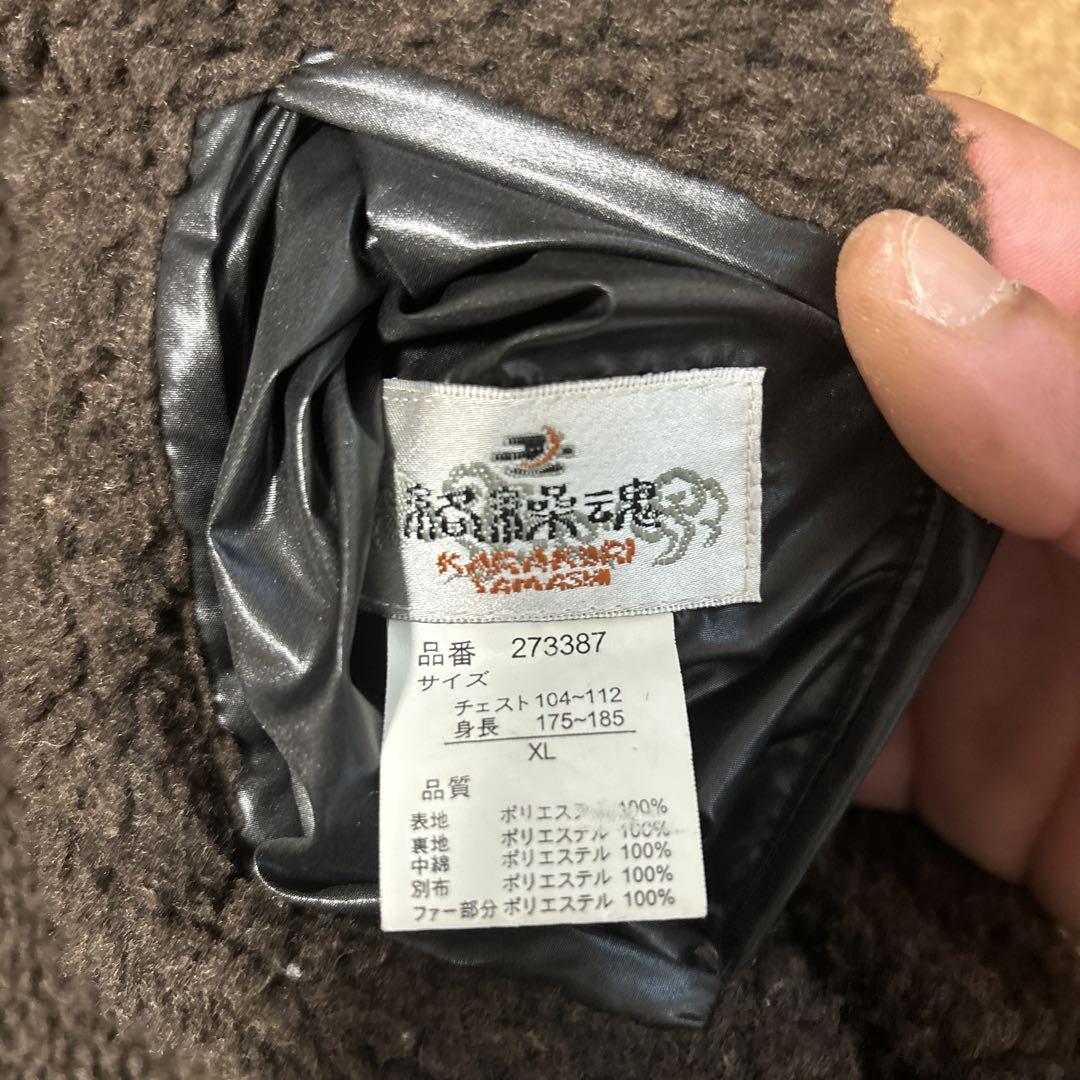 絡繰魂
KARAKURI
TAMASHI
品番 273387
サイズ
チェスト 104~112
身長 175~185
XL
品質
表地 ポリエステル 100%
裏地 ポリエステル 100%
中綿 ポリエステル 100%
別布 ポリエステル 100%
ファー部分 ポリエステル 100%